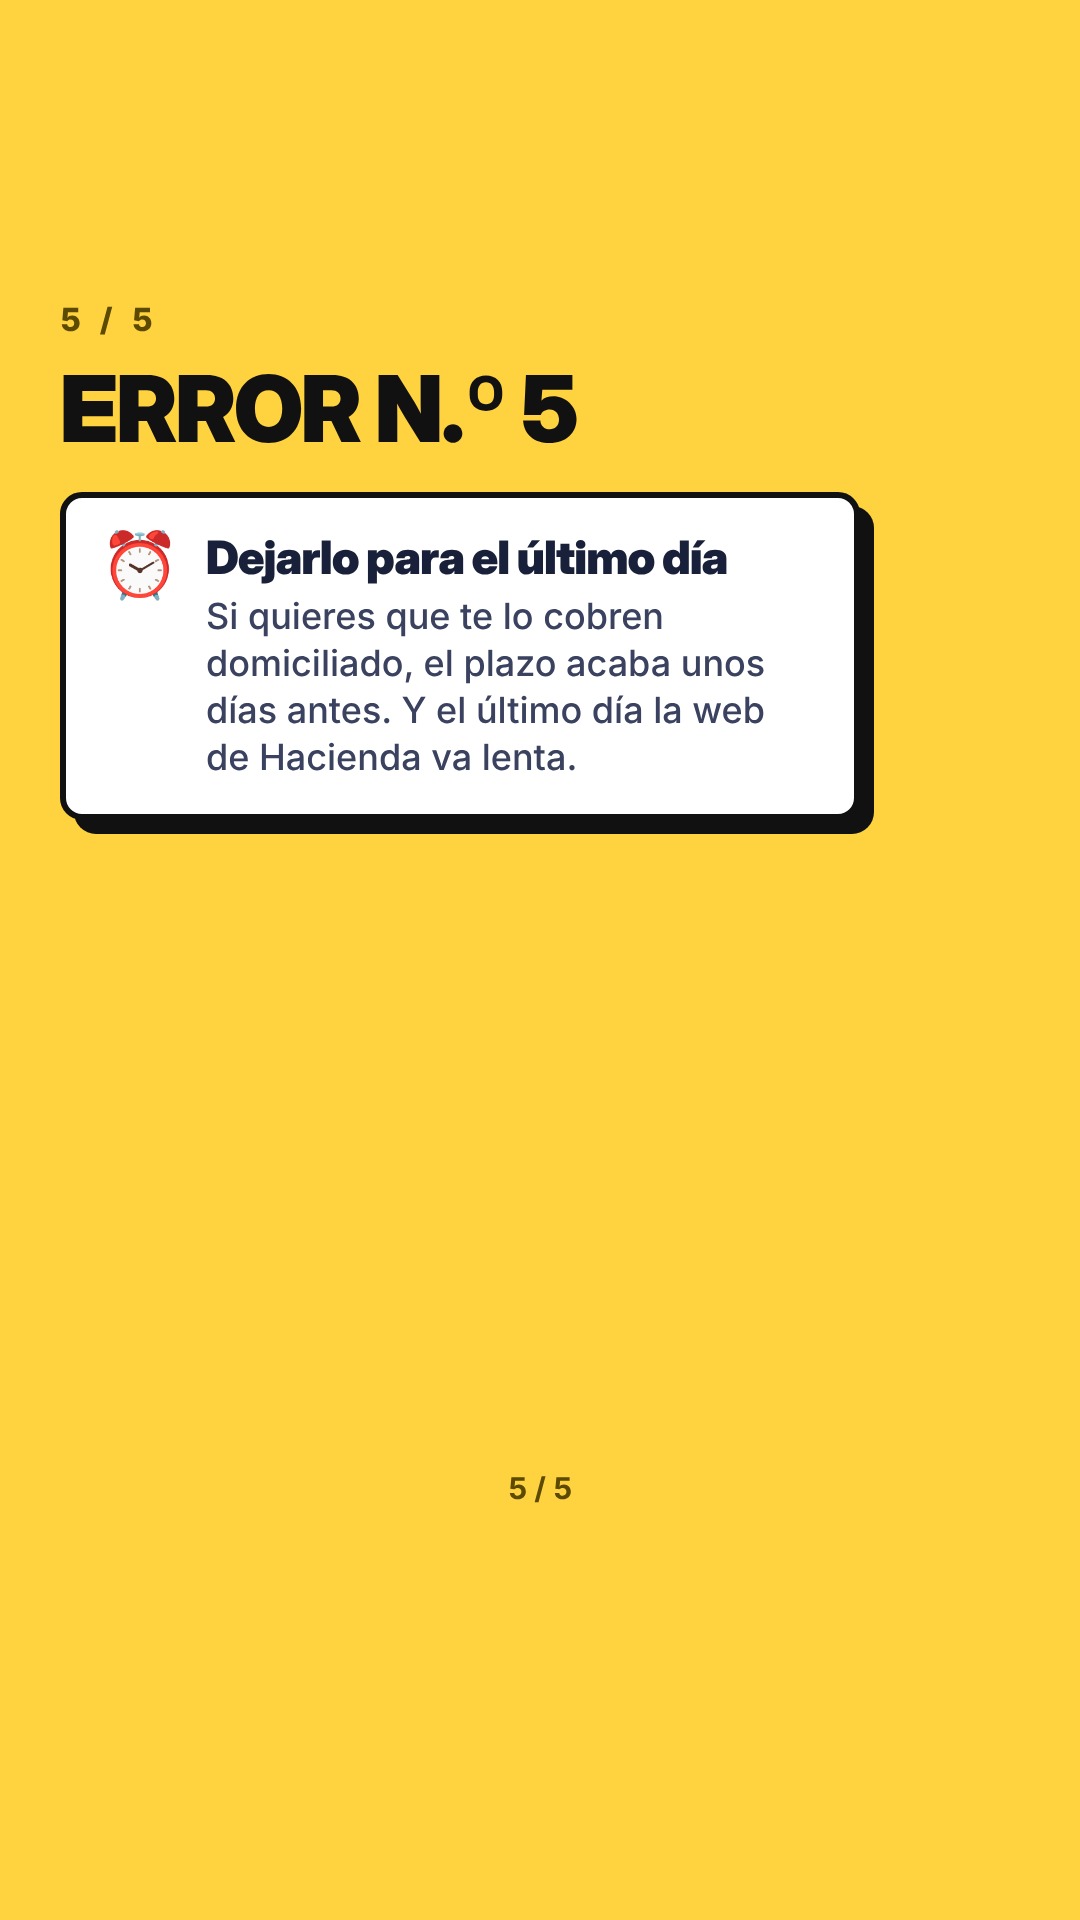 5 / 5
ERROR N.º 5
Dejarlo para el último día
Si quieres que te lo cobren
domiciliado, el plazo acaba unos
días antes. Y el último día la web
de Hacienda va lenta.
5 / 5